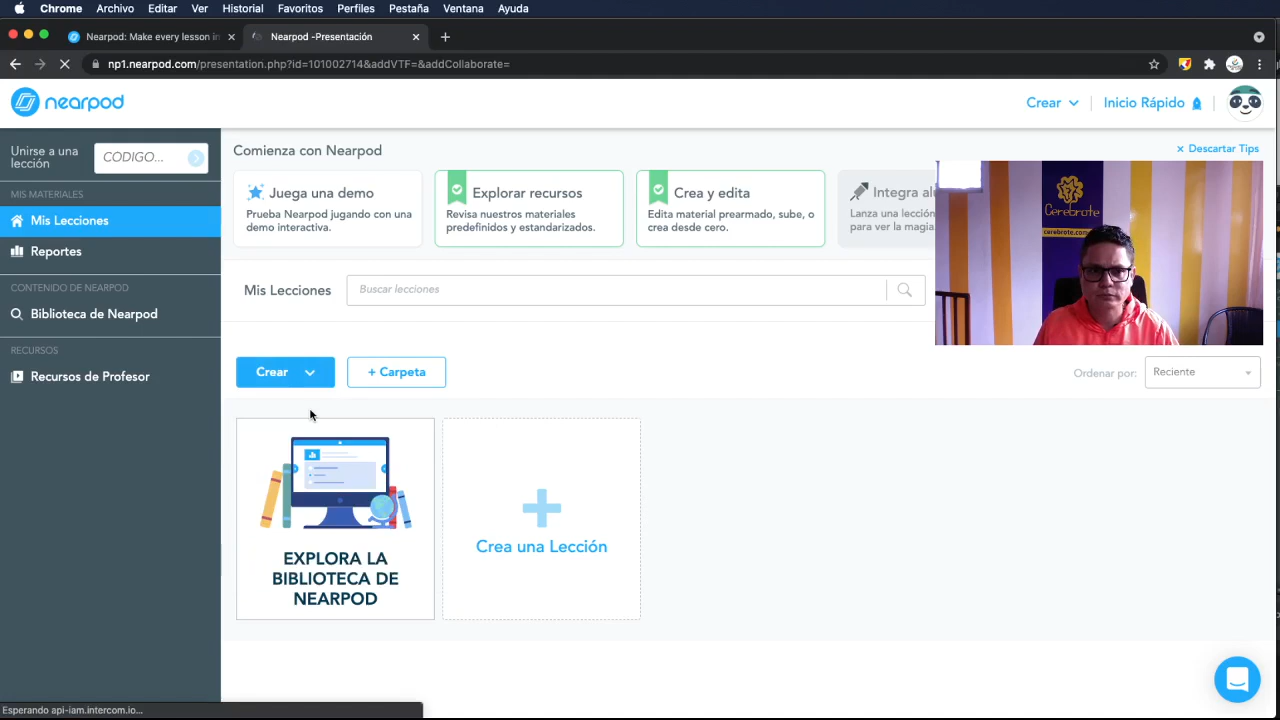 Chrome Archivo Editar Ver Historial Favoritos Perfiles Pestaña Ventana Ayuda
Nearpod: Make every lesson in
Nearpod -Presentación
np1.nearpod.com/presentation.php?id=101002714&addVTF=&addCollaborate=
nearpod
Crear
Inicio Rápido
Unirse a una
lección
CODIGO...
MIS MATERIALES
Mis Lecciones
Reportes
CONTENIDO DE NEARPOD
Biblioteca de Nearpod
RECURSOS
Recursos de Profesor
Comienza con Nearpod
× Descartar Tips
Juega una demo
Prueba Nearpod jugando con una
demo interactiva.
Explorar recursos
Revisa nuestros materiales
predefinidos y estandarizados.
Crea y edita
Edita material prearmado, sube, o
crea desde cero.
Integra alu
Lanza una lección
para ver la magia.
Cerebrote
cerebrote.com
Mis Lecciones
Buscar lecciones
Crear
+ Carpeta
Ordenar por:
Reciente
EXPLORA LA
BIBLIOTECA DE
NEARPOD
Crea una Lección
Esperando api-iam.intercom.io...